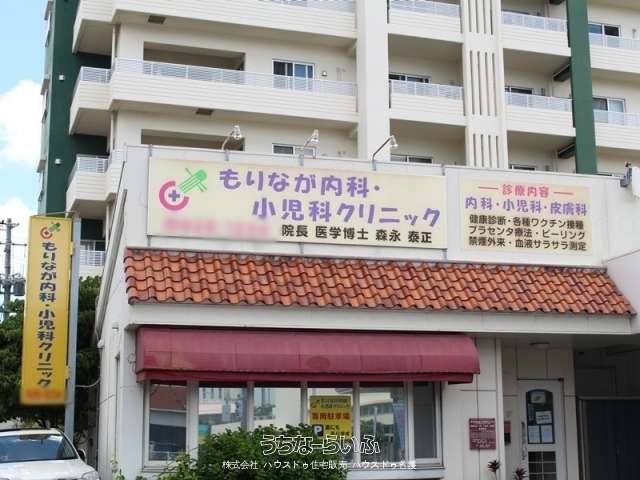 もりなが内科・
小児科クリニック
院長 医学博士 森永 泰正
診療内容
内科・小児科・皮膚科
健康診断・各種ワクチン接種
プラセンタ療法・ピーリング
禁煙外来・血液サラサラ測定
もりなが内科・小児科クリニック
専用駐車場
P
うちなーらいふ
株式会社 ハウスドゥ住宅販売 ハウスドゥ名護